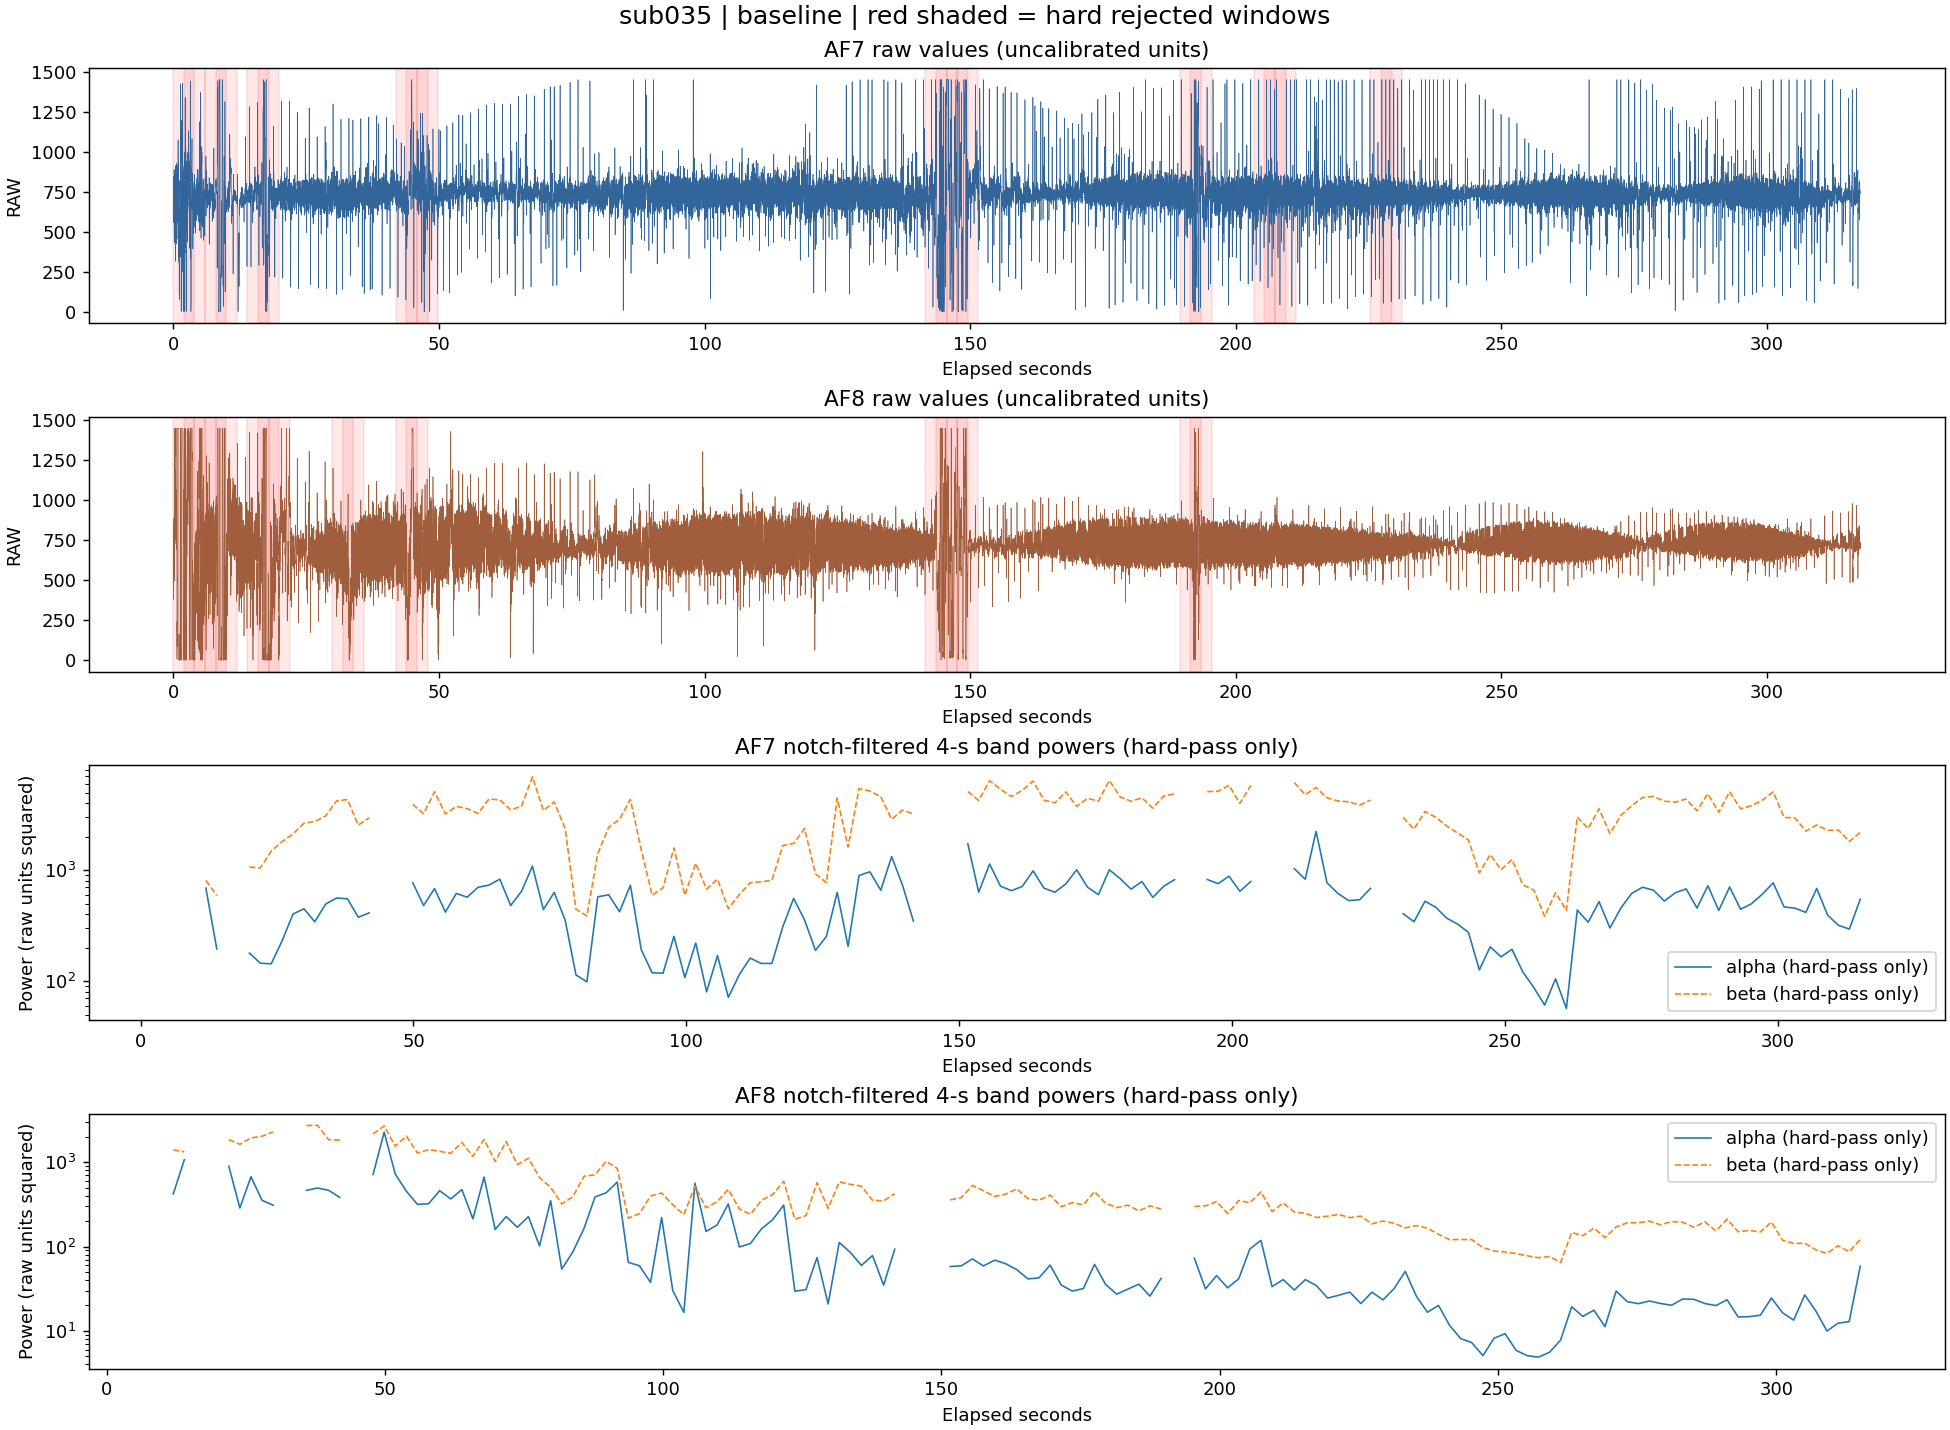 sub035 | baseline | red shaded = hard rejected windows
AF7 raw values (uncalibrated units)
RAW
1500
1250
1000
750
500
250
0
0 50 100 150 200 250 300
Elapsed seconds
AF8 raw values (uncalibrated units)
RAW
1500
1250
1000
750
500
250
0
0 50 100 150 200 250 300
Elapsed seconds
AF7 notch-filtered 4-s band powers (hard-pass only)
Power (raw units squared)
10³
10²
alpha (hard-pass only)
beta (hard-pass only)
0 50 100 150 200 250 300
Elapsed seconds
AF8 notch-filtered 4-s band powers (hard-pass only)
Power (raw units squared)
10³
10²
10¹
alpha (hard-pass only)
beta (hard-pass only)
0 50 100 150 200 250 300
Elapsed seconds